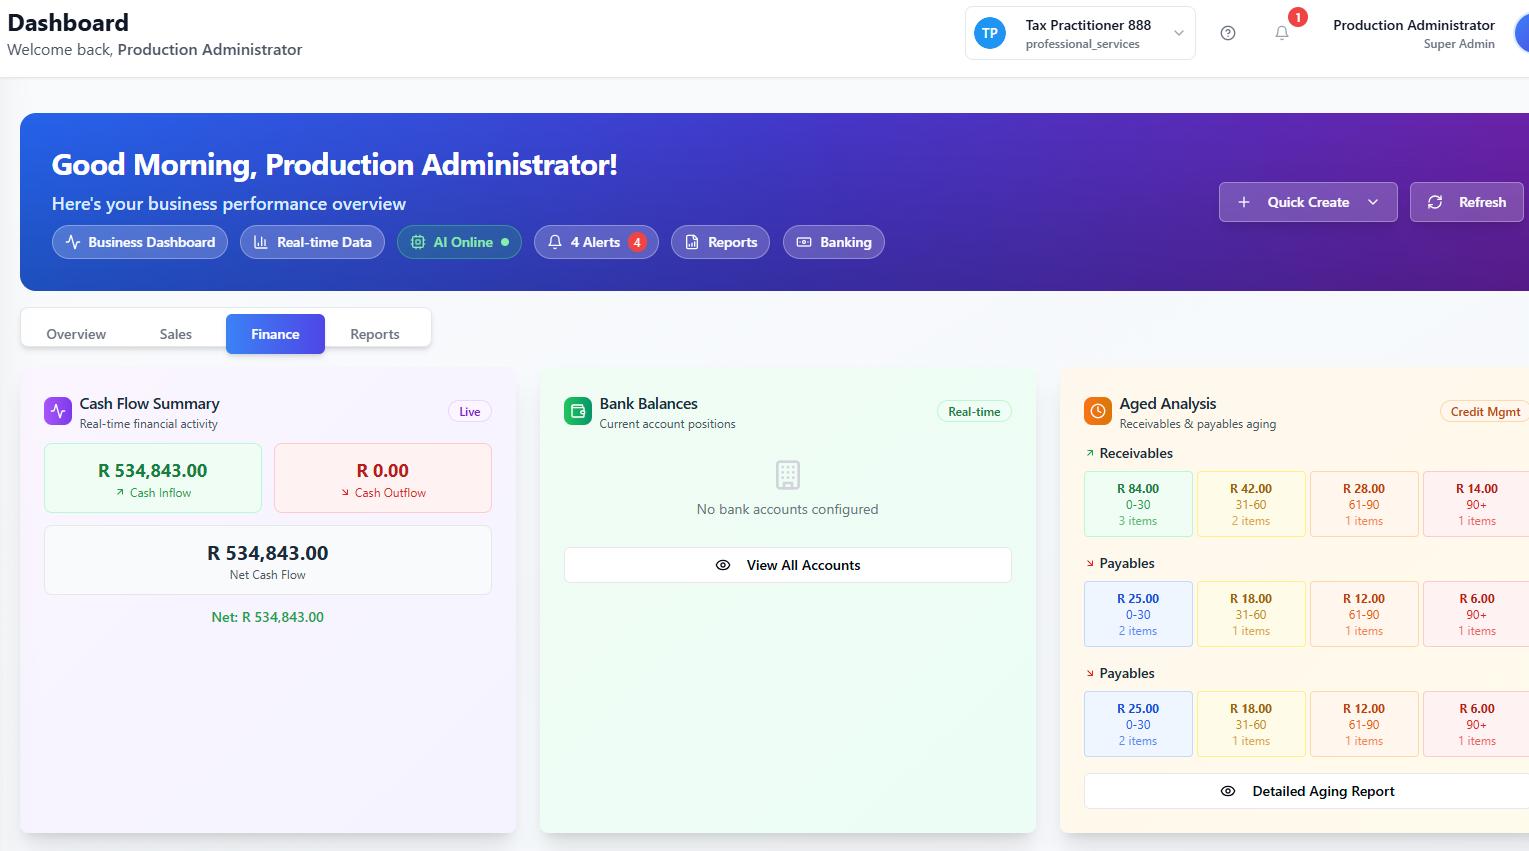 Dashboard
Welcome back, Production Administrator
TP
Tax Practitioner 888
professional_services
1
Production Administrator
Super Admin
Good Morning, Production Administrator!
Here's your business performance overview
Business Dashboard
Real-time Data
AI Online
4 Alerts 4
Reports
Banking
Quick Create
Refresh
Overview
Sales
Finance
Reports
Cash Flow Summary
Real-time financial activity
Live
R 534,843.00
Cash Inflow
R 0.00
Cash Outflow
R 534,843.00
Net Cash Flow
Net: R 534,843.00
Bank Balances
Current account positions
Real-time
No bank accounts configured
View All Accounts
Aged Analysis
Receivables & payables aging
Credit Mgmt
Receivables
R 84.00
0-30
3 items
R 42.00
31-60
2 items
R 28.00
61-90
1 items
R 14.00
90+
1 items
Payables
R 25.00
0-30
2 items
R 18.00
31-60
1 items
R 12.00
61-90
1 items
R 6.00
90+
1 items
Payables
R 25.00
0-30
2 items
R 18.00
31-60
1 items
R 12.00
61-90
1 items
R 6.00
90+
1 items
Detailed Aging Report